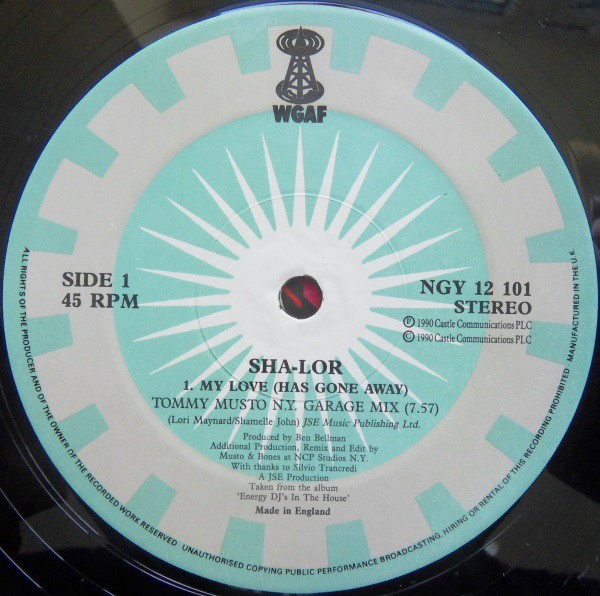 WGAF
SIDE 1
45 RPM
NGY 12 101
STEREO
Ⓟ 1990 Castle Communications PLC
© 1990 Castle Communications PLC
SHA-LOR
1. MY LOVE (HAS GONE AWAY)
TOMMY MUSTO N.Y. GARAGE MIX (7.57)
(Lori Maynard/Shamelle John) JSE Music Publishing Ltd.
Produced by Ben Bellman
Additional Production, Remix and Edit by
Musto & Bones at NCP Studios N.Y.
With thanks to Silvio Trancredi
A JSE Production
Taken from the album
'Energy DJ's In The House'
Made in England
ALL RIGHTS OF THE PRODUCER AND OF THE OWNER OF THE RECORDED WORK RESERVED · UNAUTHORISED COPYING PUBLIC PERFORMANCE BROADCASTING, HIRING OR RENTAL OF THIS RECORDING PROHIBITED · MANUFACTURED IN THE U.K.